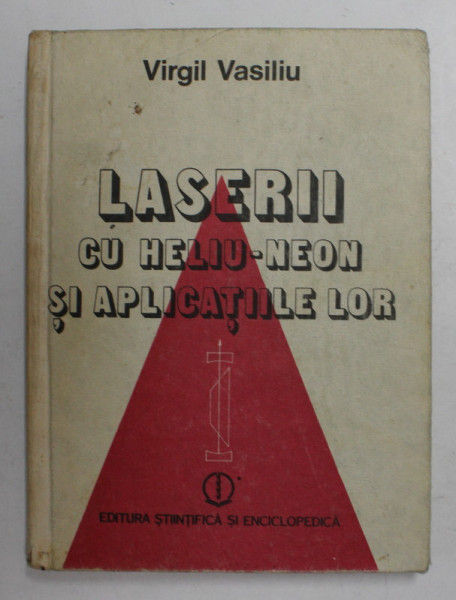 Virgil Vasiliu
LASERII
CU HELIU-NEON
ȘI APLICAȚIILE LOR
EDITURA ȘTIINȚIFICĂ ȘI ENCICLOPEDICĂ